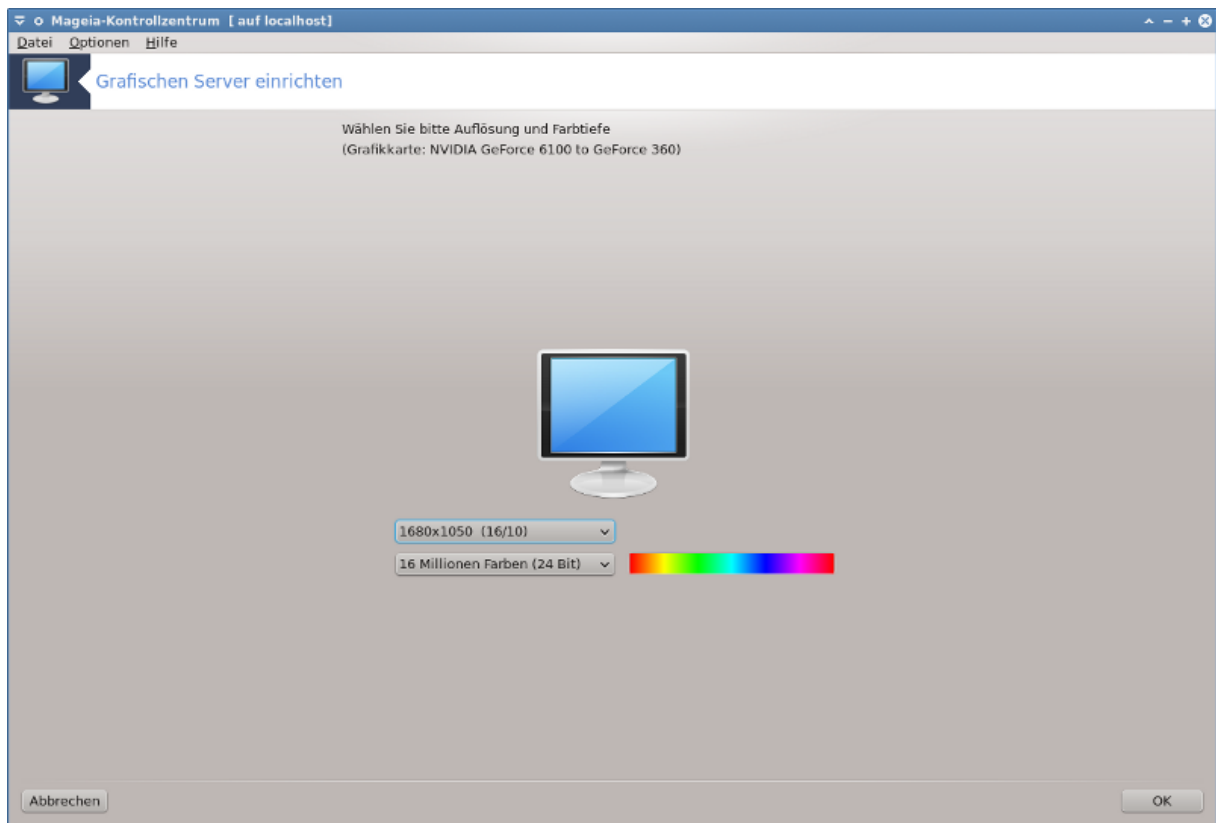 Mageia-Kontrollzentrum [ auf localhost]
Datei Optionen Hilfe
Grafischen Server einrichten
Wählen Sie bitte Auflösung und Farbtiefe
(Grafikkarte: NVIDIA GeForce 6100 to GeForce 360)
1680x1050 (16/10)
16 Millionen Farben (24 Bit)
Abbrechen OK